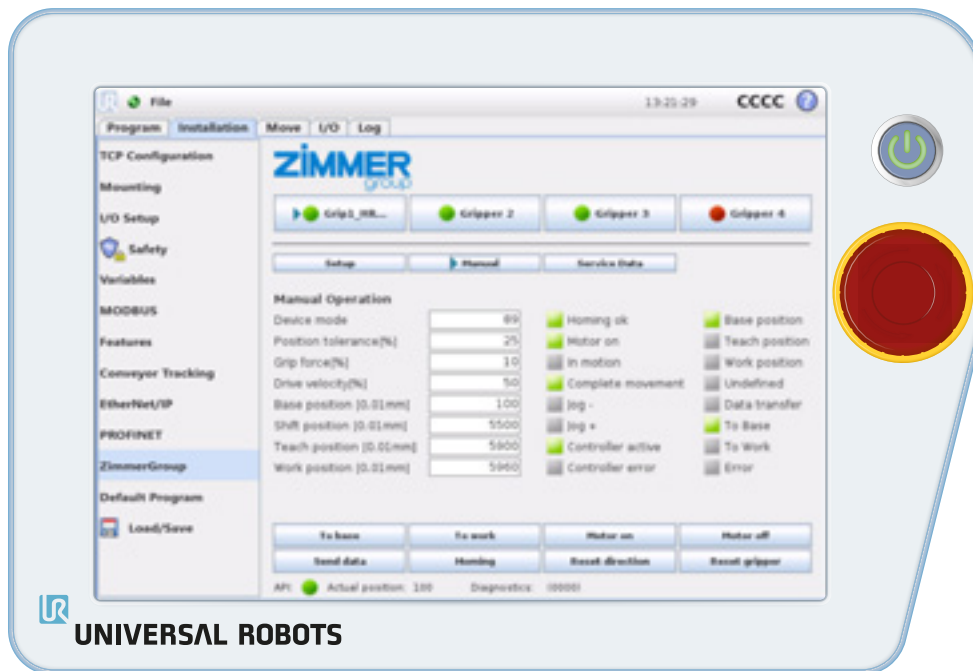 File 13:21:29 CCCC ?
Program Installation Move I/O Log
TCP Configuration
Mounting
I/O Setup
Safety
Variables
MODBUS
Features
Conveyor Tracking
EtherNet/IP
PROFINET
ZimmerGroup
Default Program
Load/Save
ZIMMER
group
Grip1_HR... Gripper 2 Gripper 3 Gripper 4
Setup Manual Service Data
Manual Operation
Device mode 89 Homing ok Base position
Position tolerance[%] 25 Motor on Teach position
Grip force[%] 10 In motion Work position
Drive velocity[%] 50 Complete movement Undefined
Base position [0.01mm] 100 Jog - Data transfer
Shift position [0.01mm] 5500 Jog + To Base
Teach position [0.01mm] 5900 Controller active To Work
Work position [0.01mm] 5960 Controller error Error
To base To work Motor on Motor off
Send data Homing Reset direction Reset gripper
API: Actual position: 100 Diagnostics: (0000)
UR
UNIVERSAL ROBOTS